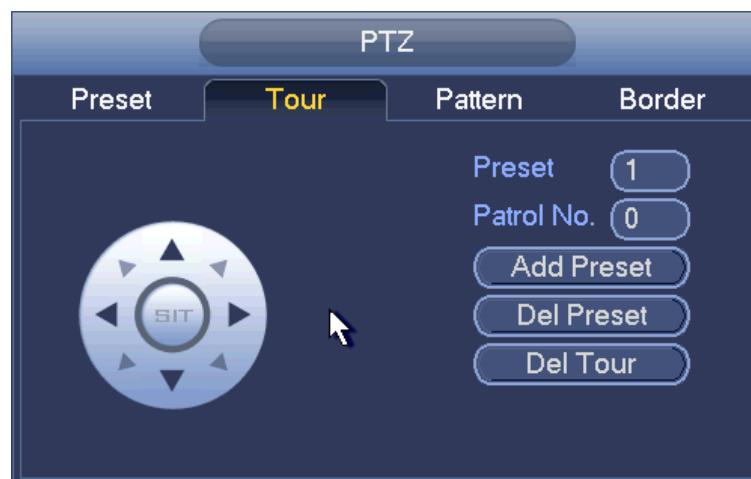 PTZ
Preset Tour Pattern Border
Preset 1
Patrol No. 0
Add Preset
SIT Del Preset
Del Tour